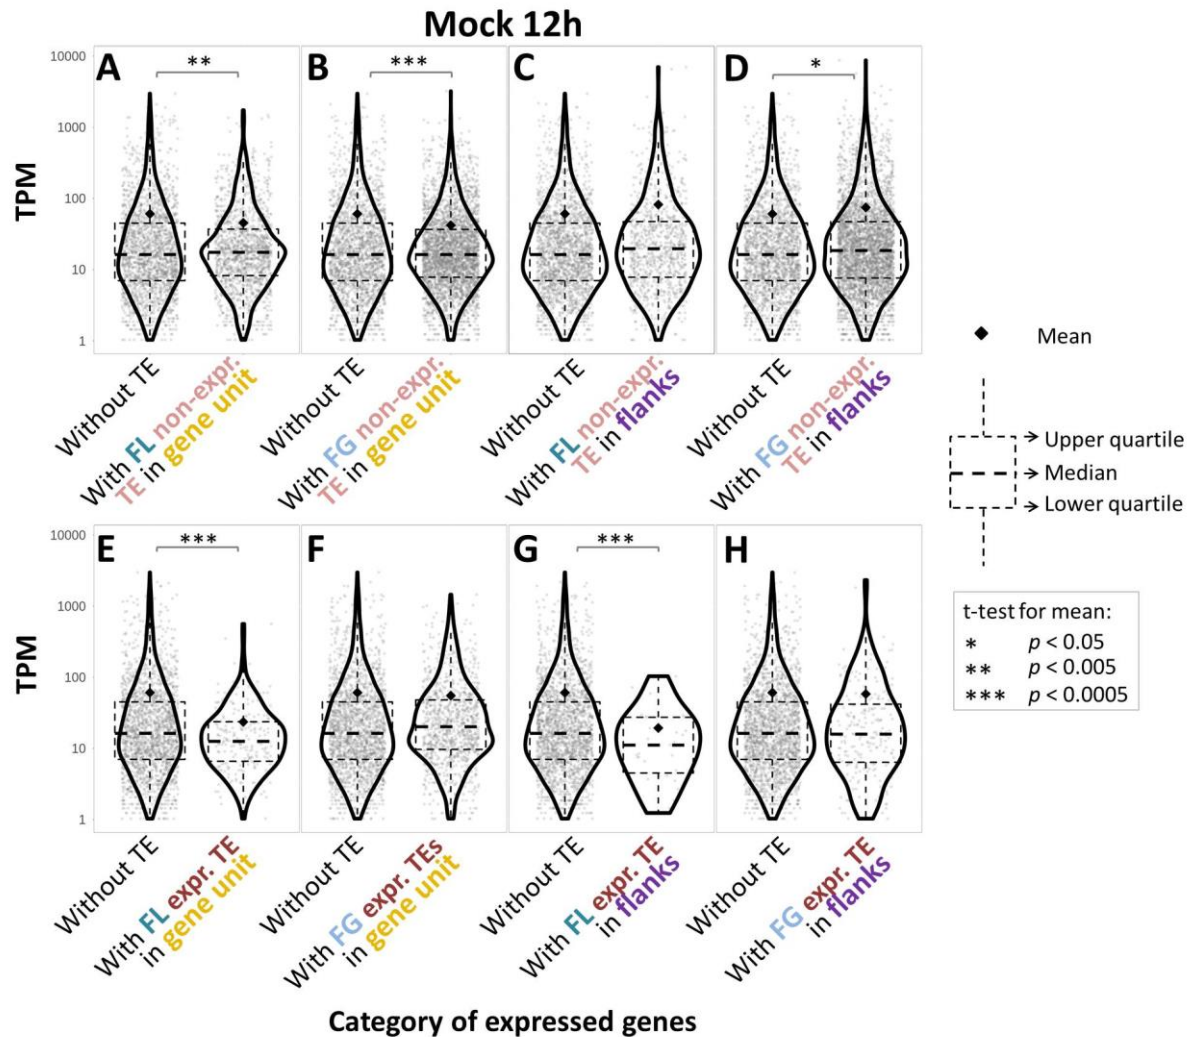 Mock 12h
TPM
10000
1000
100
10
1
A
**
B
***
C
D
*
Without TE
With FL non-expr.
TE in gene unit
Without TE
With FG non-expr.
TE in gene unit
Without TE
With FL non-expr.
TE in flanks
Without TE
With FG non-expr.
TE in flanks
TPM
10000
1000
100
10
1
E
***
F
G
***
H
Without TE
With FL expr. TE
in gene unit
Without TE
With FG expr. TEs
in gene unit
Without TE
With FL expr. TE
in flanks
Without TE
With FG expr. TE
in flanks
Category of expressed genes
Mean
Upper quartile
Median
Lower quartile
t-test for mean:
* p < 0.05
** p < 0.005
*** p < 0.0005